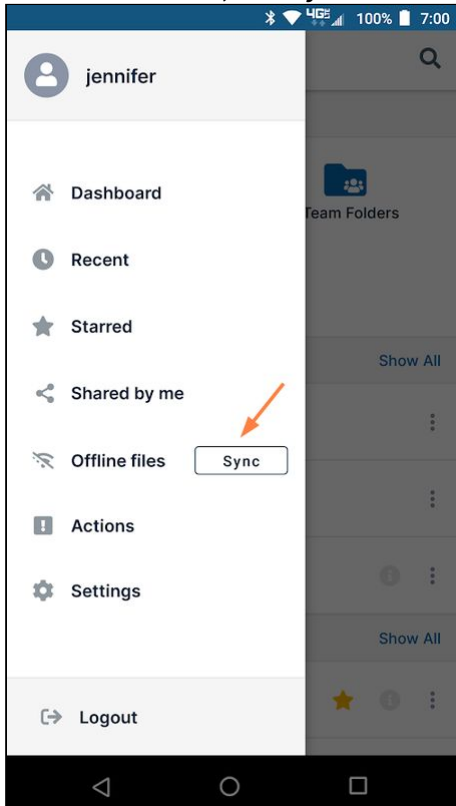 4GE 100% 7:00
jennifer
Dashboard
Team Folders
Recent
Starred
Show All
Shared by me
Offline files Sync
Actions
Settings
Show All
Logout